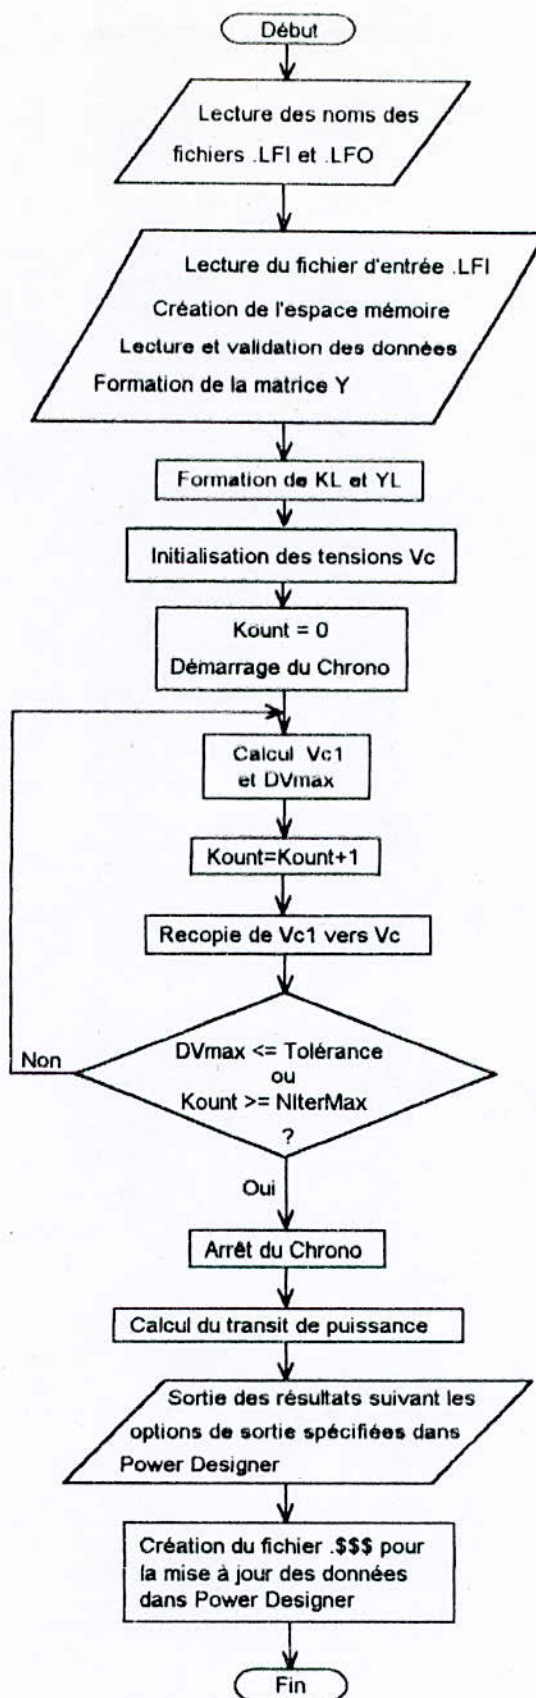 Début
Lecture des noms des
fichiers .LFI et .LFO
Lecture du fichier d'entrée .LFI
Création de l'espace mémoire
Lecture et validation des données
Formation de la matrice Y
Formation de KL et YL
Initialisation des tensions Vc
Kount = 0
Démarrage du Chrono
Calcul Vc1
et DVmax
Kount=Kount+1
Recopie de Vc1 vers Vc
DVmax <= Tolérance
ou
Kount >= NIterMax
?
Non
Oui
Arrêt du Chrono
Calcul du transit de puissance
Sortie des résultats suivant les
options de sortie spécifiées dans
Power Designer
Création du fichier .$$$ pour
la mise à jour des données
dans Power Designer
Fin